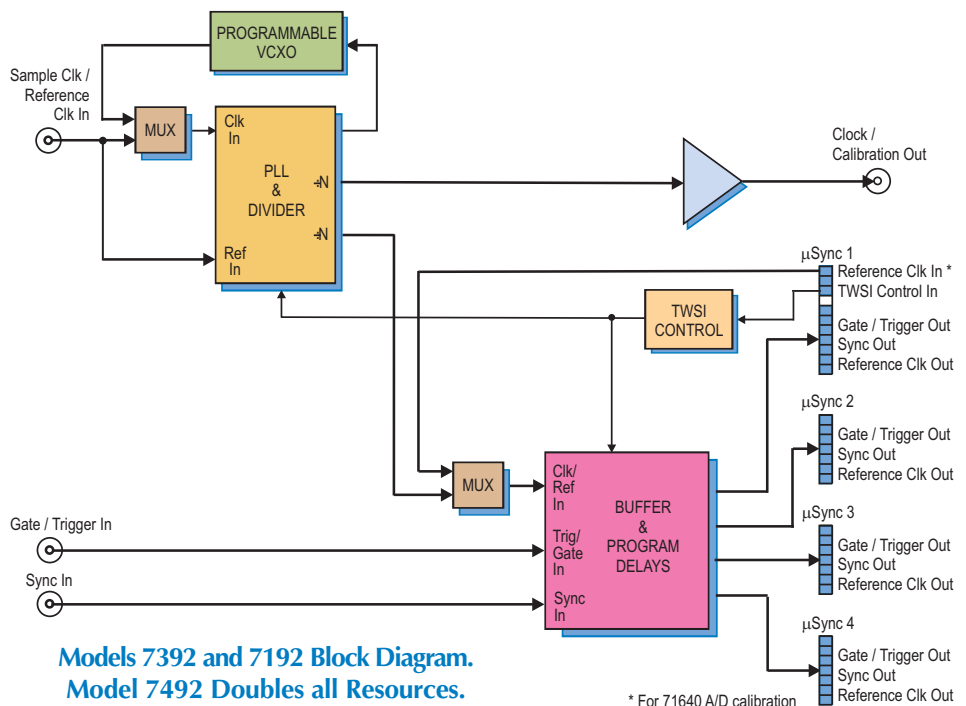 PROGRAMMABLE
VCXO
Sample Clk /
Reference
Clk In
MUX
Clk
In
PLL
&
DIVIDER
÷N
÷N
Ref
In
Clock /
Calibration Out
μSync 1
Reference Clk In *
TWSI Control In
Gate / Trigger Out
Sync Out
Reference Clk Out
TWSI
CONTROL
μSync 2
Gate / Trigger Out
Sync Out
Reference Clk Out
MUX
Clk/
Ref
In
Trig/
Gate
In
Sync
In
BUFFER
&
PROGRAM
DELAYS
Gate / Trigger In
Sync In
μSync 3
Gate / Trigger Out
Sync Out
Reference Clk Out
μSync 4
Gate / Trigger Out
Sync Out
Reference Clk Out
Models 7392 and 7192 Block Diagram.
Model 7492 Doubles all Resources.
* For 71640 A/D calibration